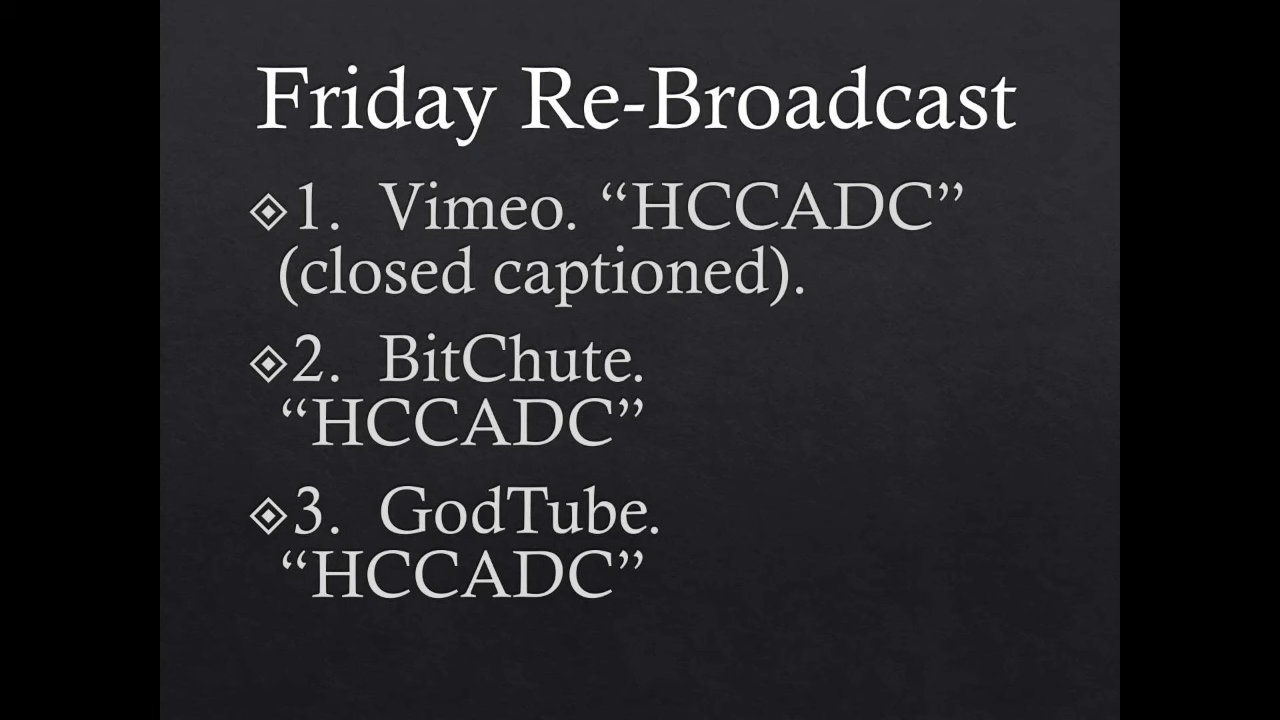 Friday Re-Broadcast
1. Vimeo. “HCCADC”
(closed captioned).
2. BitChute.
“HCCADC”
3. GodTube.
“HCCADC”